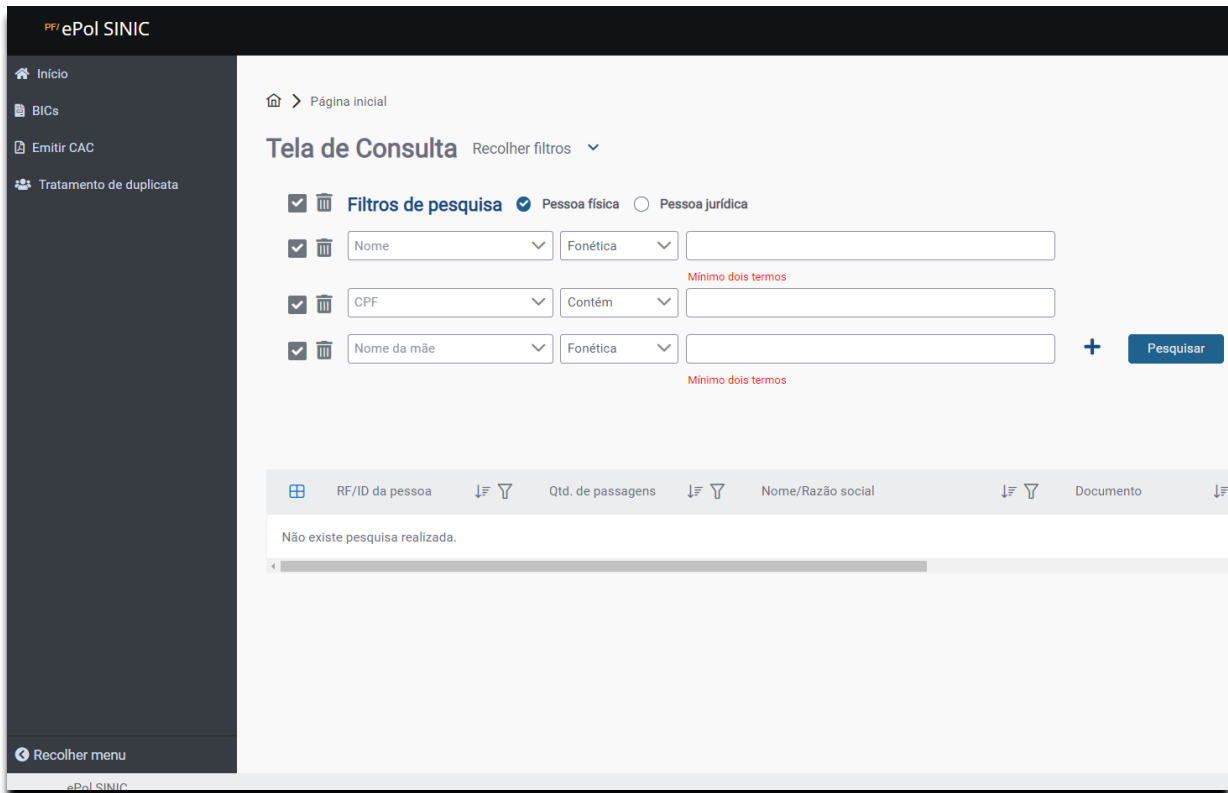 PF/ ePol SINIC
Início
BICs
Emitir CAC
Tratamento de duplicata
Página inicial
Tela de Consulta Recolher filtros
Filtros de pesquisa Pessoa física Pessoa jurídica
Nome Fonética
Mínimo dois termos
CPF Contém
Nome da mãe Fonética Pesquisar
Mínimo dois termos
RF/ID da pessoa Qtd. de passagens Nome/Razão social Documento
Não existe pesquisa realizada.
Recolher menu
ePol SINIC